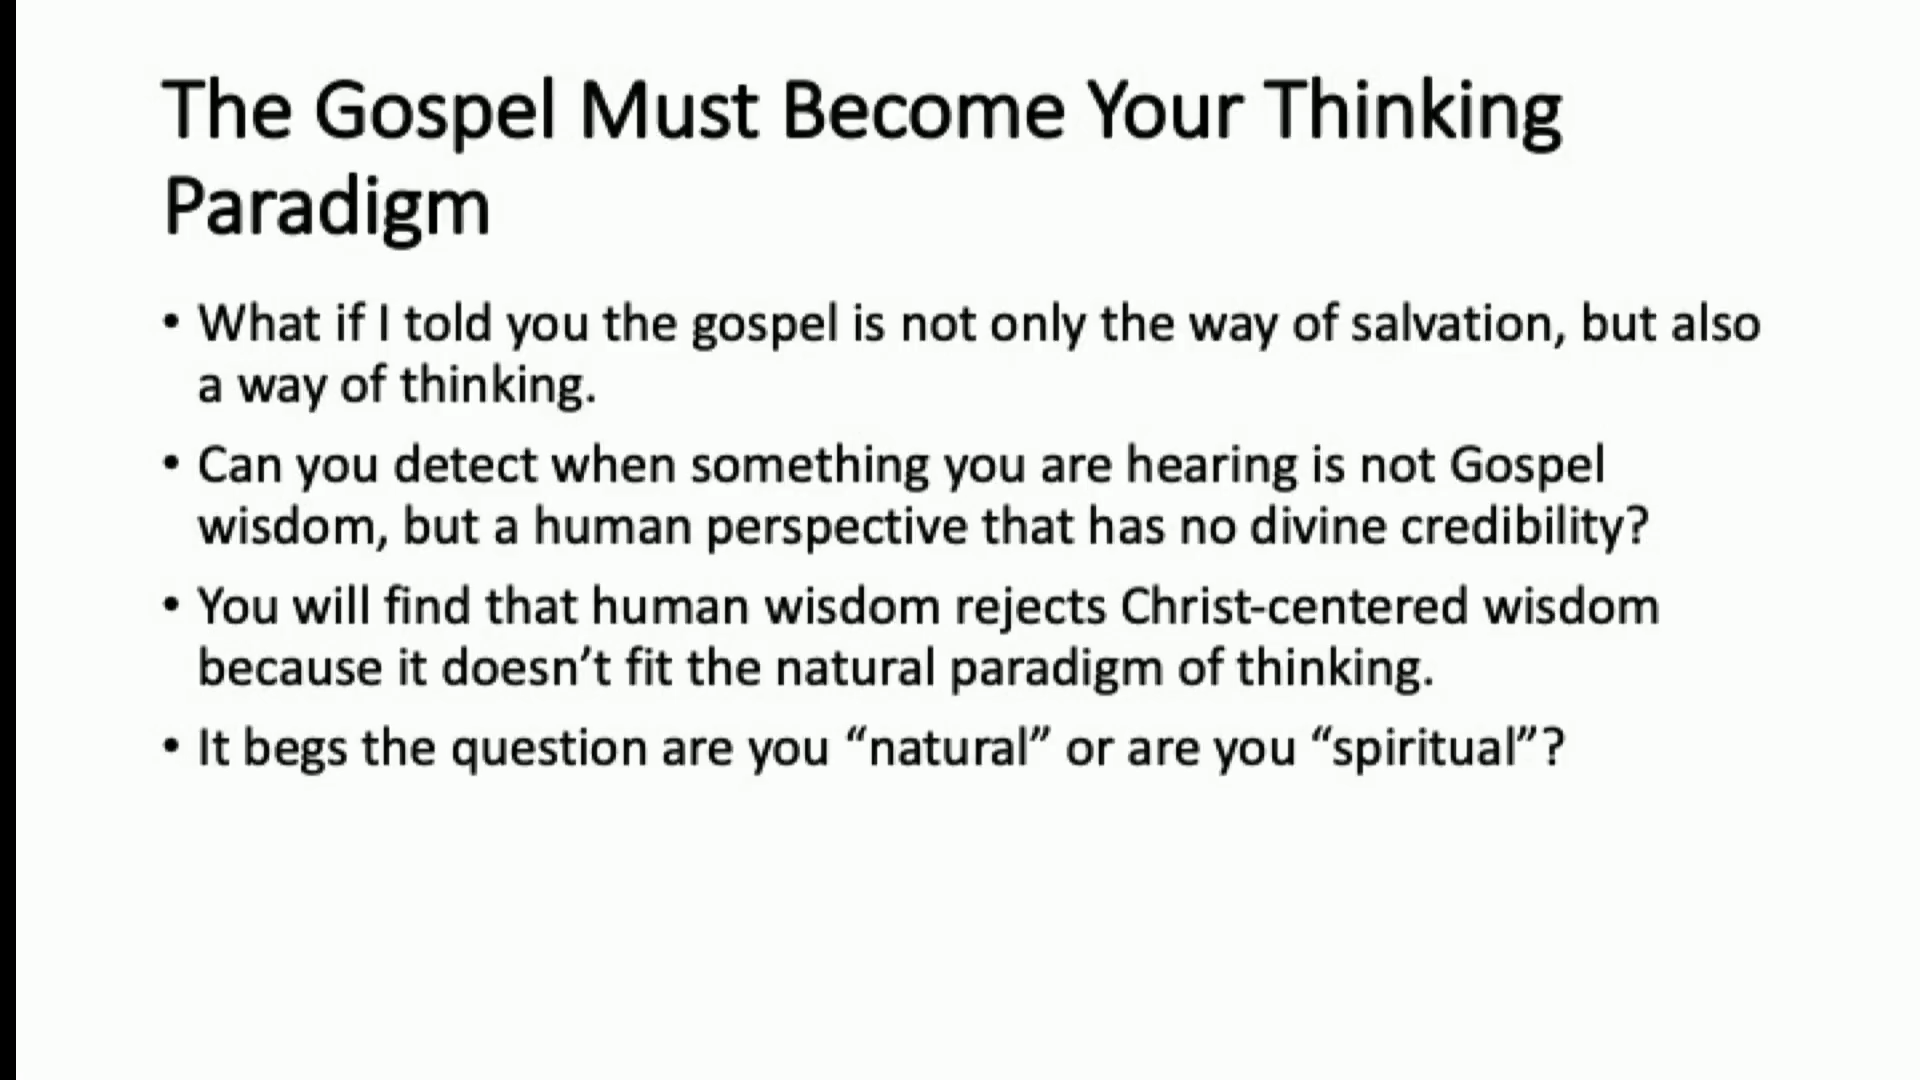 The Gospel Must Become Your Thinking
Paradigm
• What if I told you the gospel is not only the way of salvation, but also
a way of thinking.
• Can you detect when something you are hearing is not Gospel
wisdom, but a human perspective that has no divine credibility?
• You will find that human wisdom rejects Christ-centered wisdom
because it doesn’t fit the natural paradigm of thinking.
• It begs the question are you “natural” or are you “spiritual”?